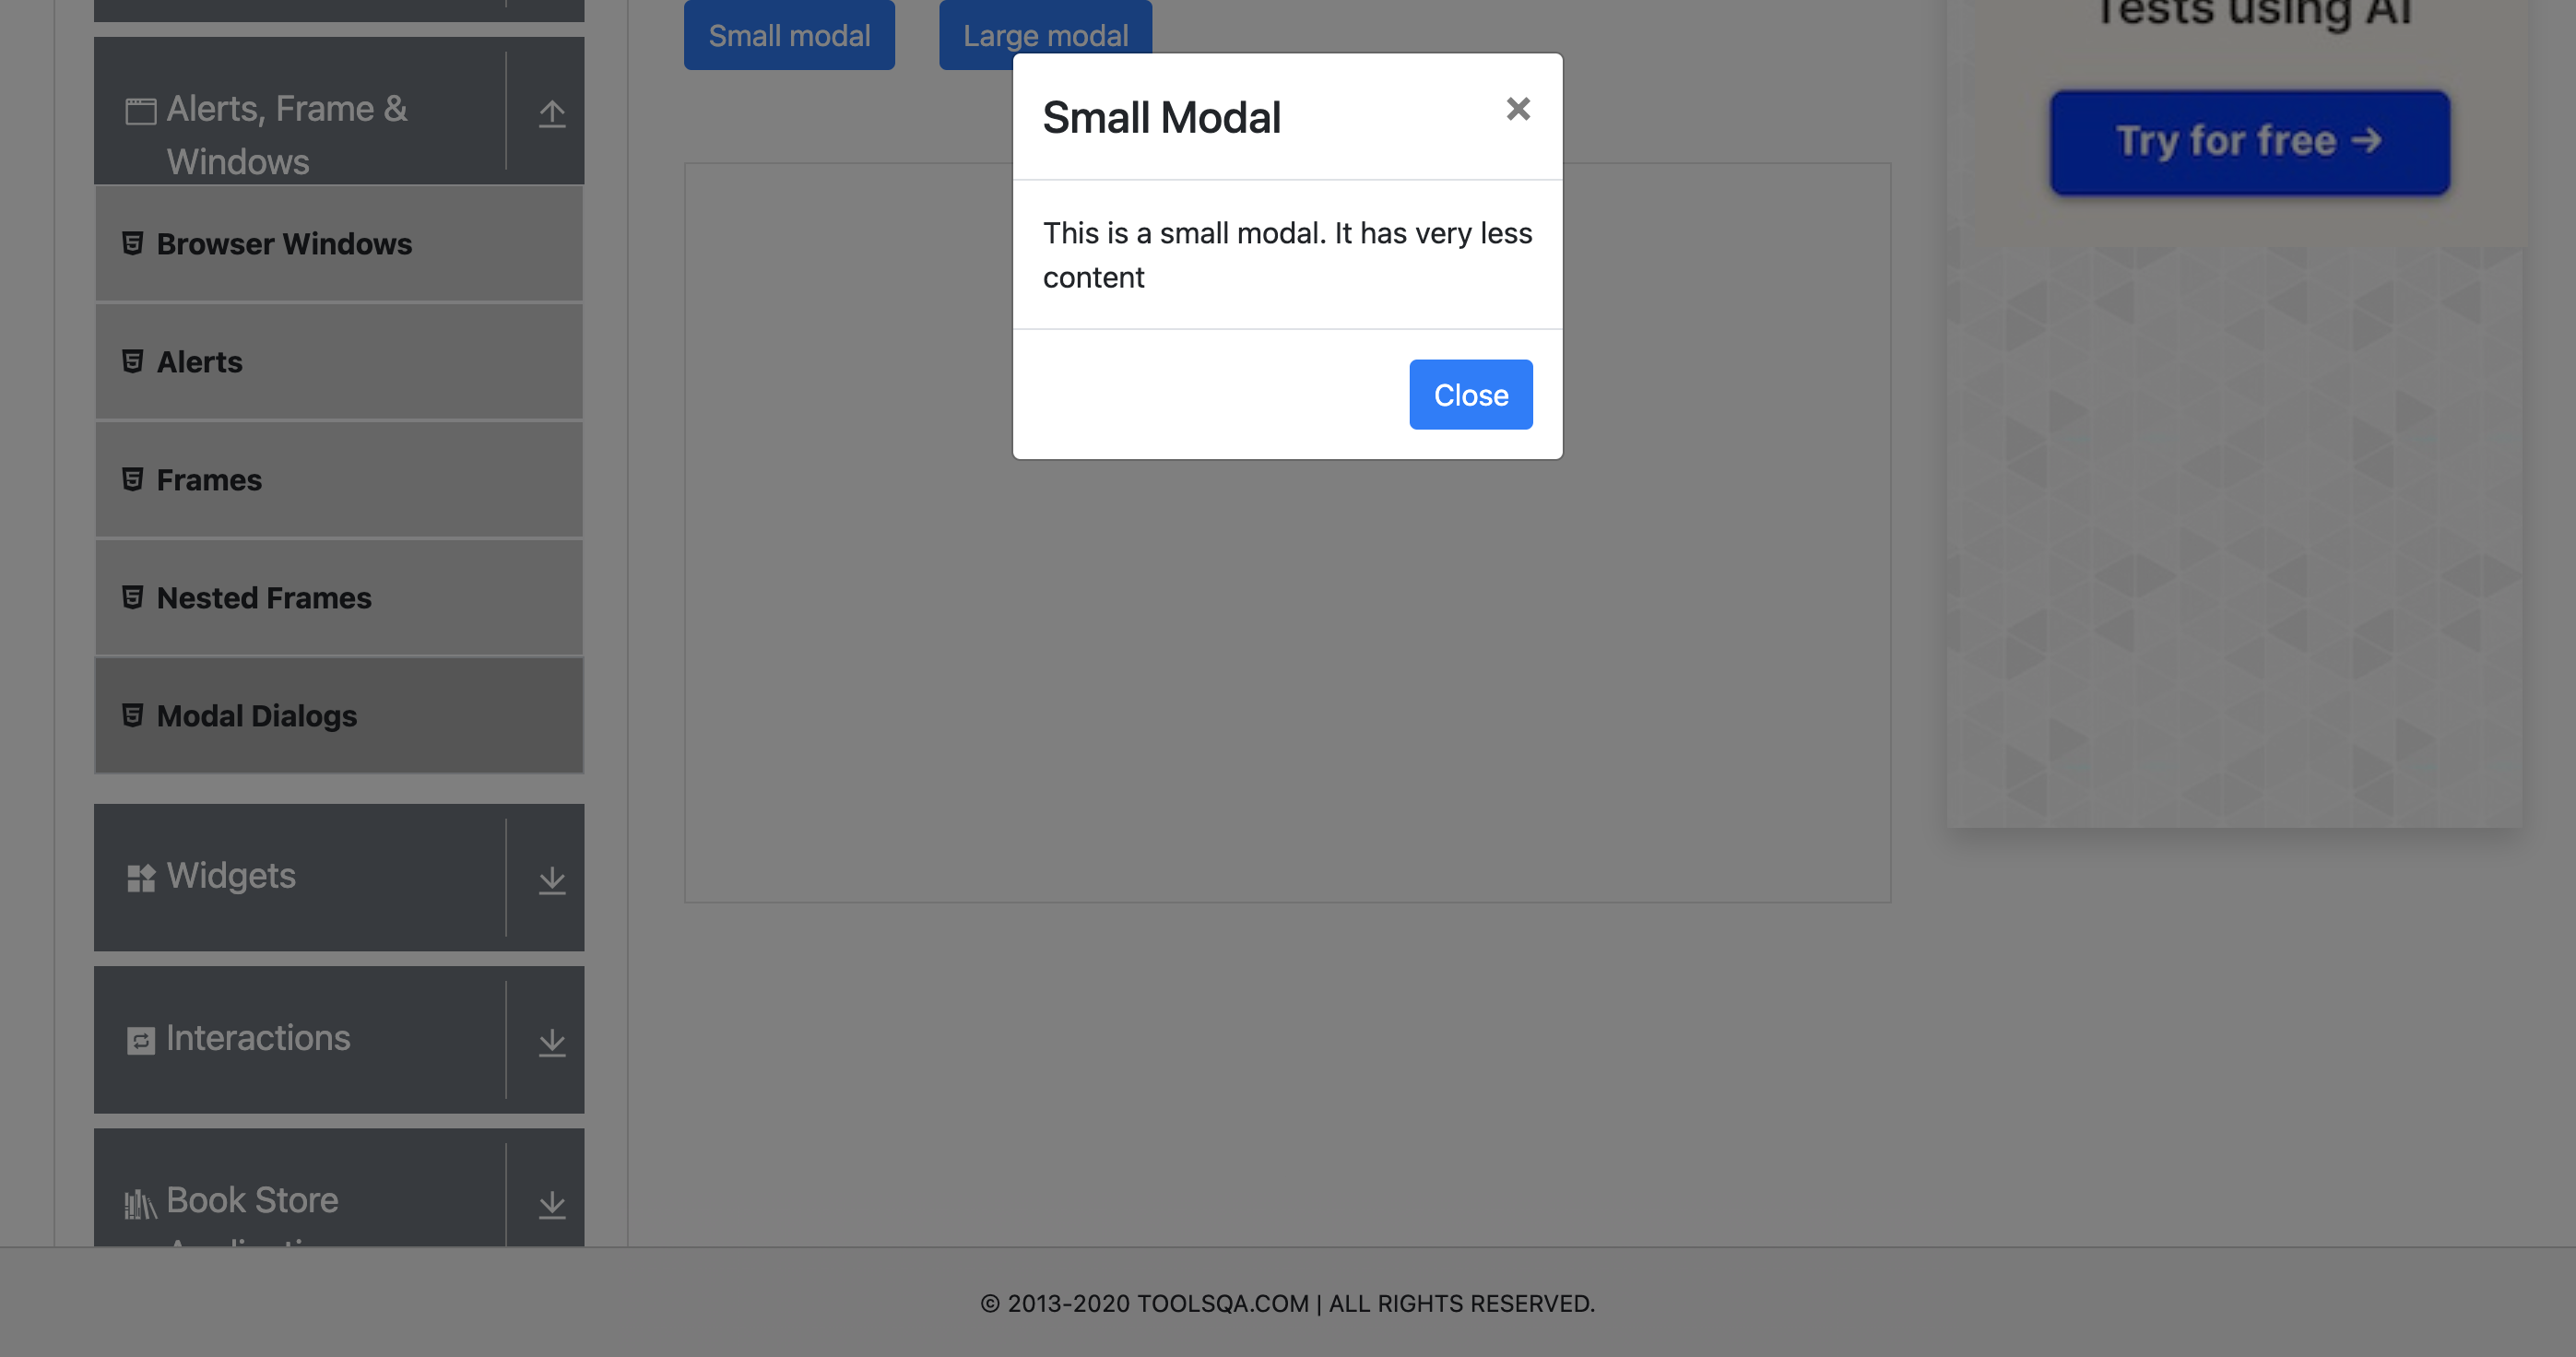 Small modal
Large modal
Tests using AI
Alerts, Frame &
Windows
Small Modal
×
Try for free →
This is a small modal. It has very less
content
Close
Browser Windows
Alerts
Frames
Nested Frames
Modal Dialogs
Widgets
Interactions
Book Store
© 2013-2020 TOOLSQA.COM | ALL RIGHTS RESERVED.